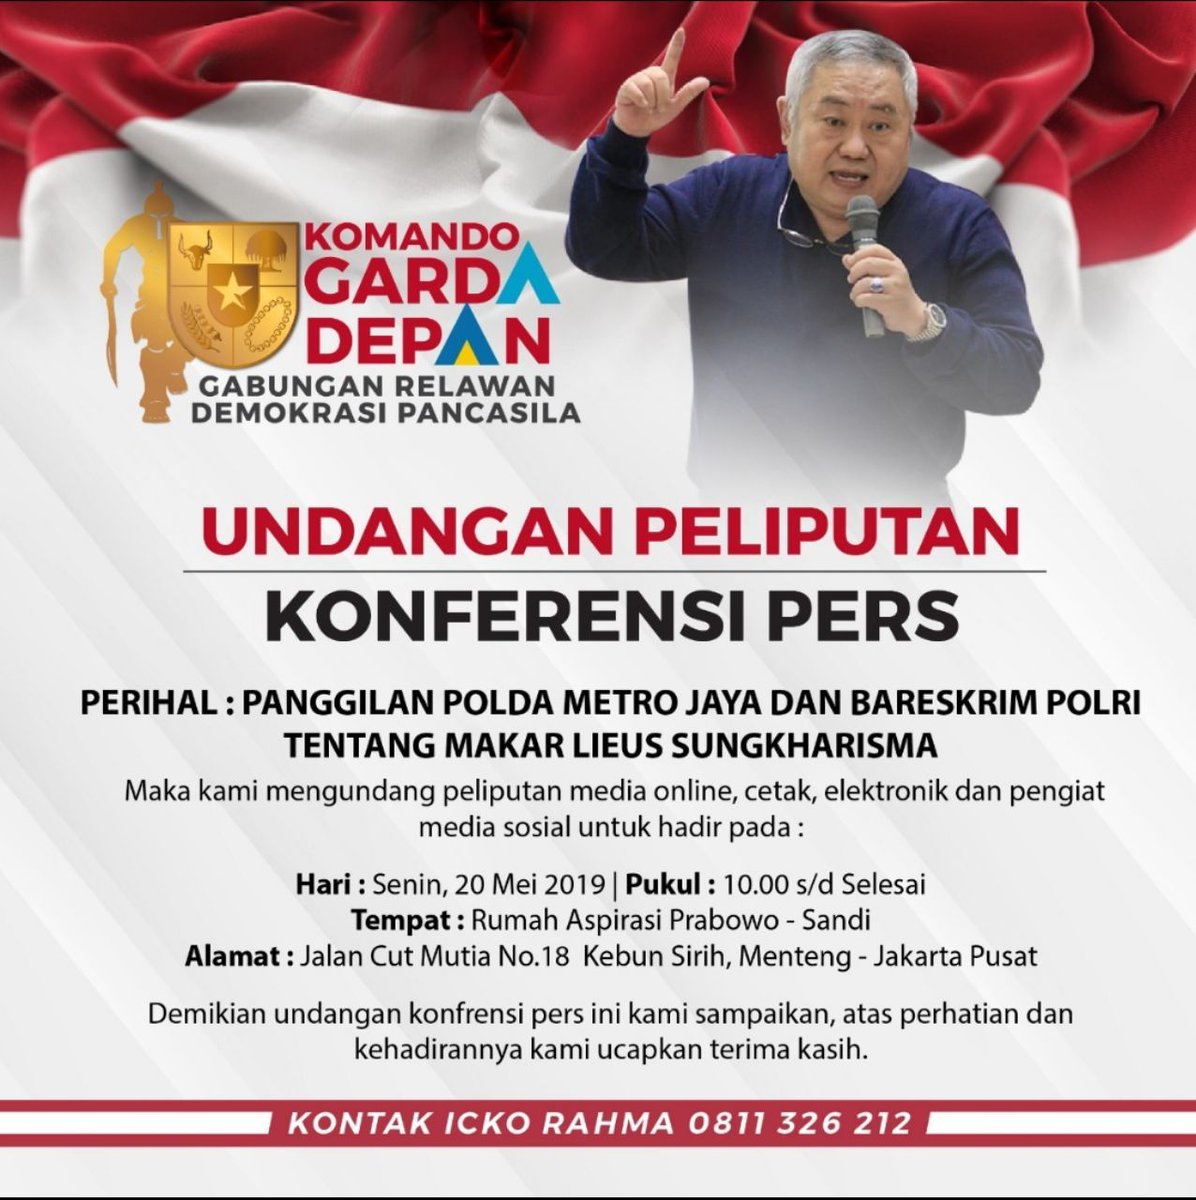 KOMANDO
GARDA
DEPAN
GABUNGAN RELAWAN
DEMOKRASI PANCASILA
UNDANGAN PELIPUTAN
KONFERENSI PERS
PERIHAL : PANGGILAN POLDA METRO JAYA DAN BARESKRIM POLRI
TENTANG MAKAR LIEUS SUNGKHARISMA
Maka kami mengundang peliputan media online, cetak, elektronik dan pengiat
media sosial untuk hadir pada :
Hari : Senin, 20 Mei 2019 | Pukul : 10.00 s/d Selesai
Tempat : Rumah Aspirasi Prabowo - Sandi
Alamat : Jalan Cut Mutia No.18 Kebun Sirih, Menteng - Jakarta Pusat
Demikian undangan konfrensi pers ini kami sampaikan, atas perhatian dan
kehadirannya kami ucapkan terima kasih.
KONTAK ICKO RAHMA 0811 326 212